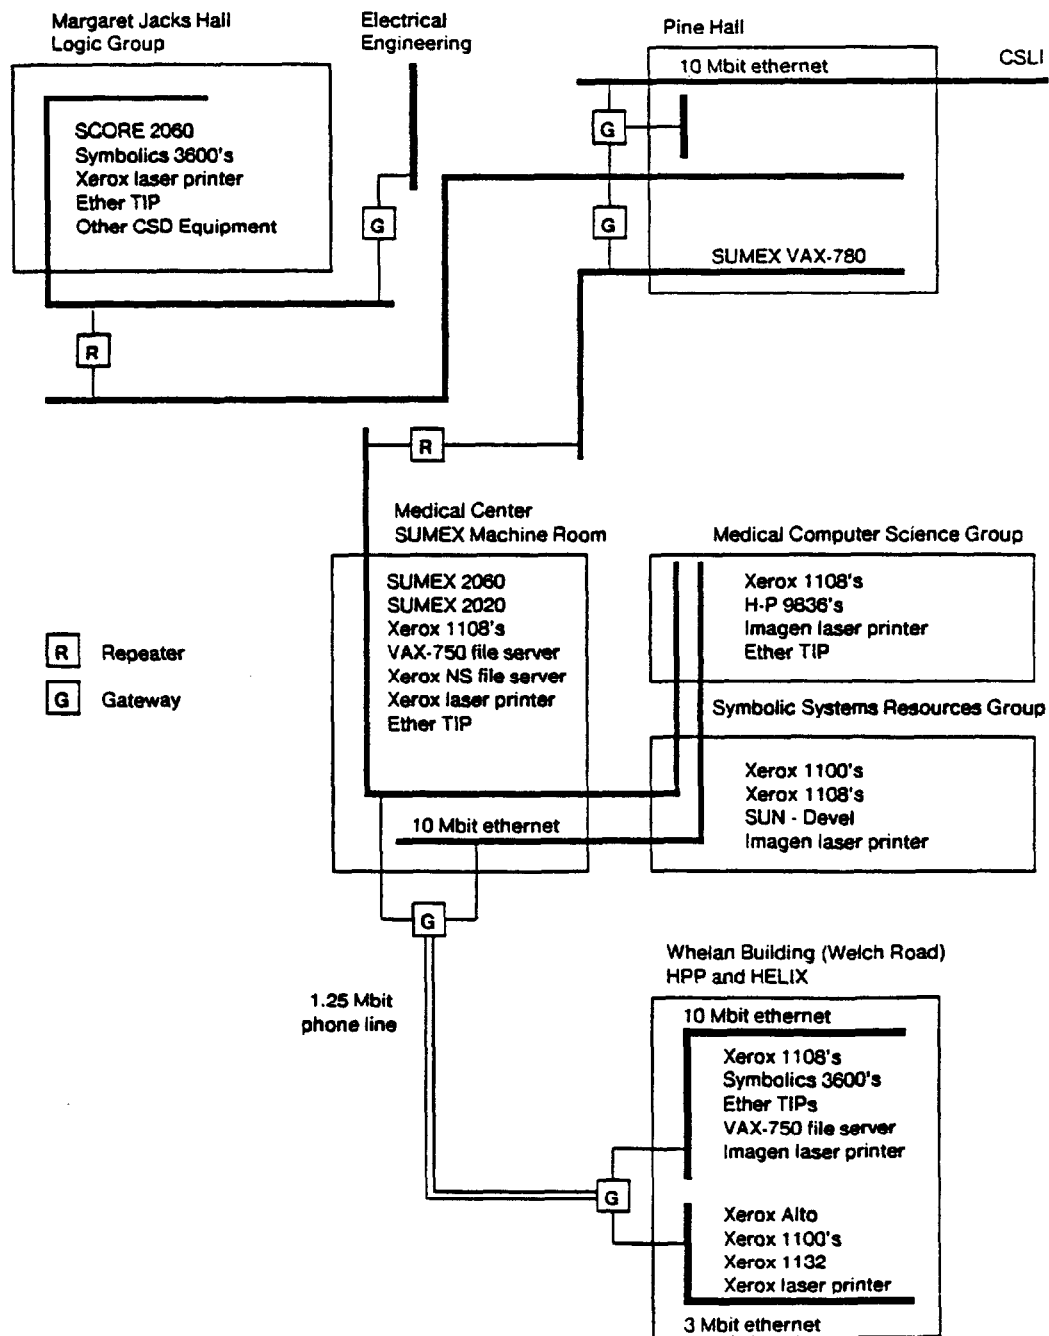 Margaret Jacks Hall
Logic Group
Electrical
Engineering
Pine Hall
10 Mbit ethernet
CSLI
G
SCORE 2060
Symbolics 3600's
Xerox laser printer
Ether TIP
Other CSD Equipment
G
G
SUMEX VAX-780
R
R
Medical Center
SUMEX Machine Room
SUMEX 2060
SUMEX 2020
Xerox 1108's
VAX-750 file server
Xerox NS file server
Xerox laser printer
Ether TIP
10 Mbit ethernet
Medical Computer Science Group
Xerox 1108's
H-P 9836's
Imagen laser printer
Ether TIP
R Repeater
G Gateway
Symbolic Systems Resources Group
Xerox 1100's
Xerox 1108's
SUN - Devel
Imagen laser printer
G
1.25 Mbit
phone line
Whelan Building (Welch Road)
HPP and HELIX
10 Mbit ethernet
Xerox 1108's
Symbolics 3600's
Ether TIPs
VAX-750 file server
Imagen laser printer
G
Xerox Alto
Xerox 1100's
Xerox 1132
Xerox laser printer
3 Mbit ethernet